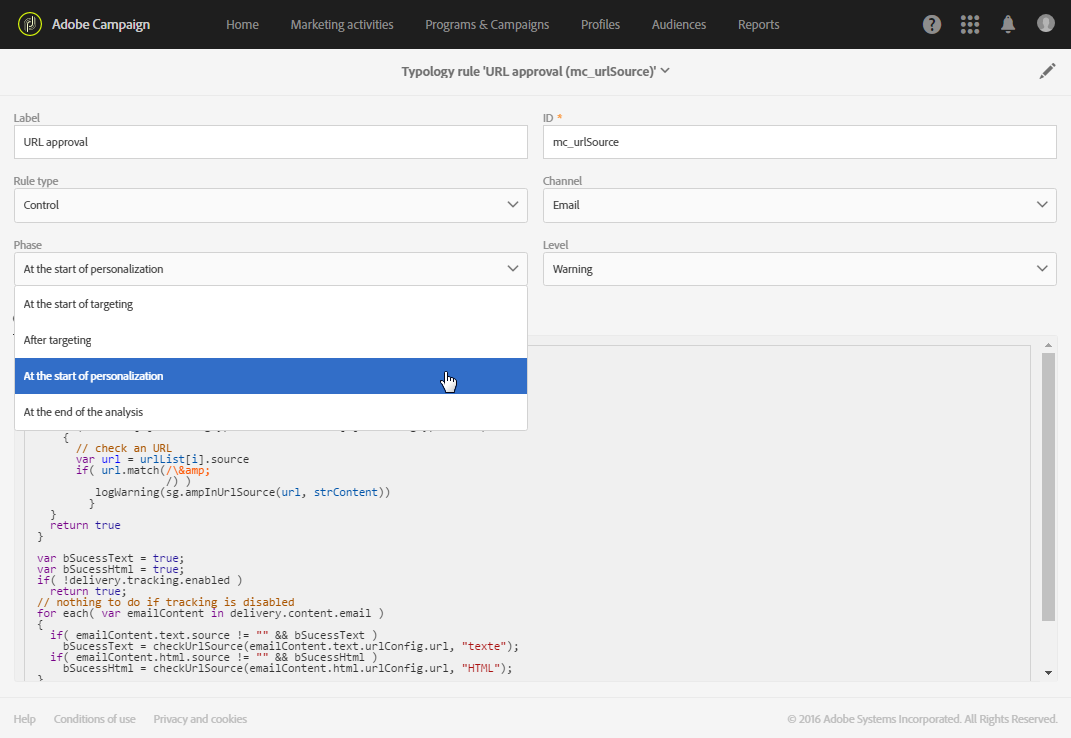 Adobe Campaign
Home Marketing activities Programs & Campaigns Profiles Audiences Reports
Typology rule 'URL approval (mc_urlSource)'
Label
URL approval
ID *
mc_urlSource
Rule type
Control
Channel
Email
Phase
At the start of personalization
Level
Warning
At the start of targeting
After targeting
At the start of personalization
At the end of the analysis
{
// check an URL
var url = urlList[i].source
if( url.match(/\&amp;
/) )
logWarning(sg.ampInUrlSource(url, strContent))
}
}
return true
}
var bSucessText = true;
var bSucessHtml = true;
if( !delivery.tracking.enabled )
return true;
// nothing to do if tracking is disabled
for each( var emailContent in delivery.content.email )
{
if( emailContent.text.source != "" && bSucessText )
bSucessText = checkUrlSource(emailContent.text.urlConfig.url, "texte");
if( emailContent.html.source != "" && bSucessHtml )
bSucessHtml = checkUrlSource(emailContent.html.urlConfig.url, "HTML");
}
Help Conditions of use Privacy and cookies
© 2016 Adobe Systems Incorporated. All Rights Reserved.